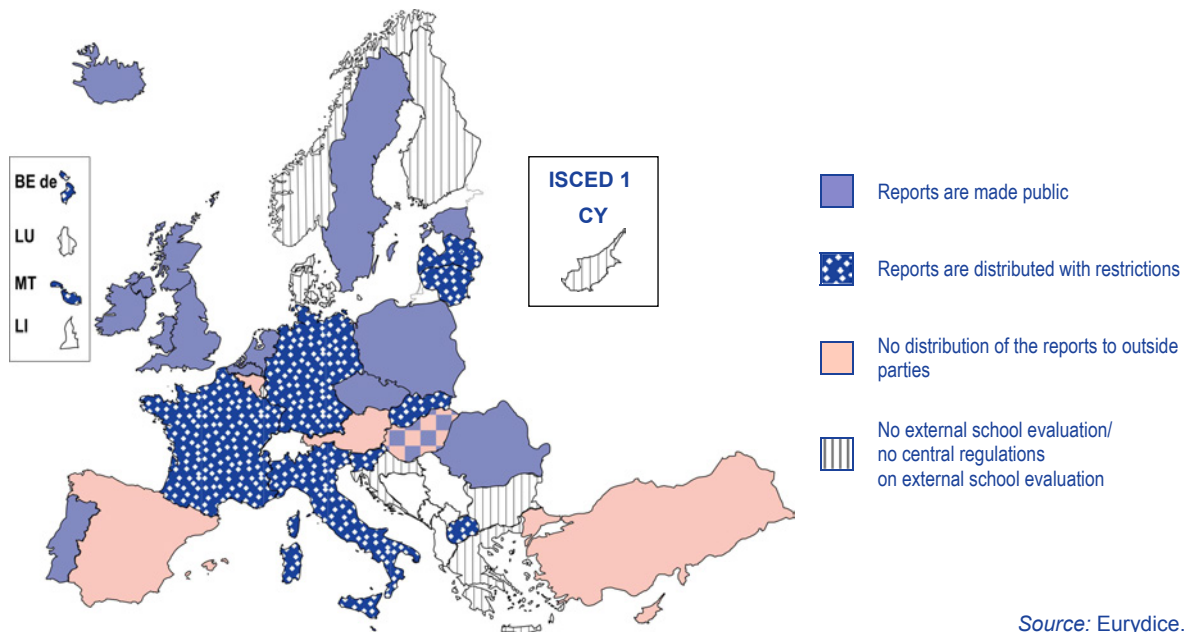 BE de
LU
MT
LI
ISCED 1
CY
Reports are made public
Reports are distributed with restrictions
No distribution of the reports to outside
parties
No external school evaluation/
no central regulations
on external school evaluation
Source: Eurydice.